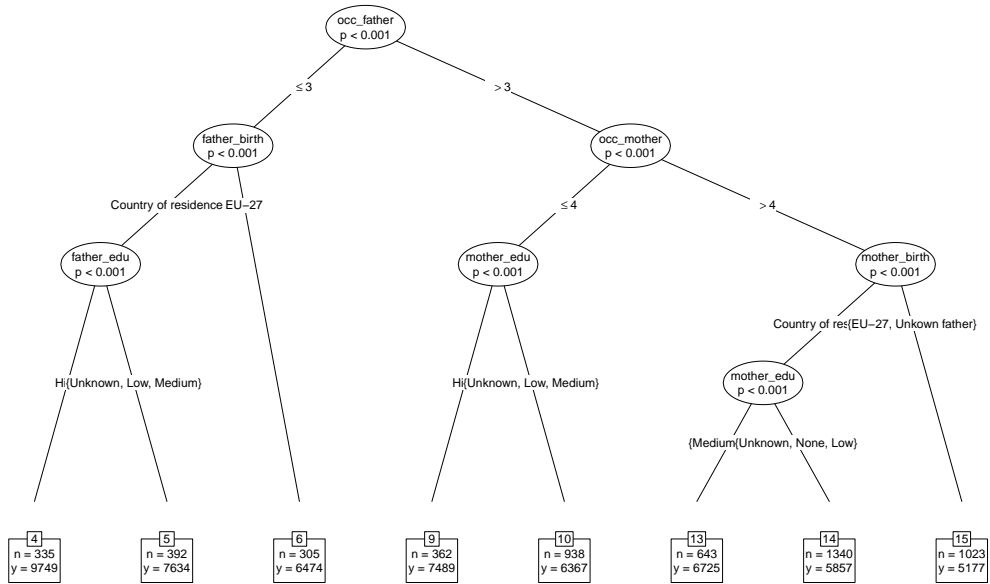 occ_father
p < 0.001
≤ 3
> 3
father_birth
p < 0.001
occ_mother
p < 0.001
Country of residence EU−27
≤ 4
> 4
father_edu
p < 0.001
mother_edu
p < 0.001
mother_birth
p < 0.001
Country of res{EU−27, Unkown father}
Hi{Unknown, Low, Medium}
Hi{Unknown, Low, Medium}
mother_edu
p < 0.001
{Medium{Unknown, None, Low}
4
n = 335
y = 9749
5
n = 392
y = 7634
6
n = 305
y = 6474
9
n = 362
y = 7489
10
n = 938
y = 6367
13
n = 643
y = 6725
14
n = 1340
y = 5857
15
n = 1023
y = 5177